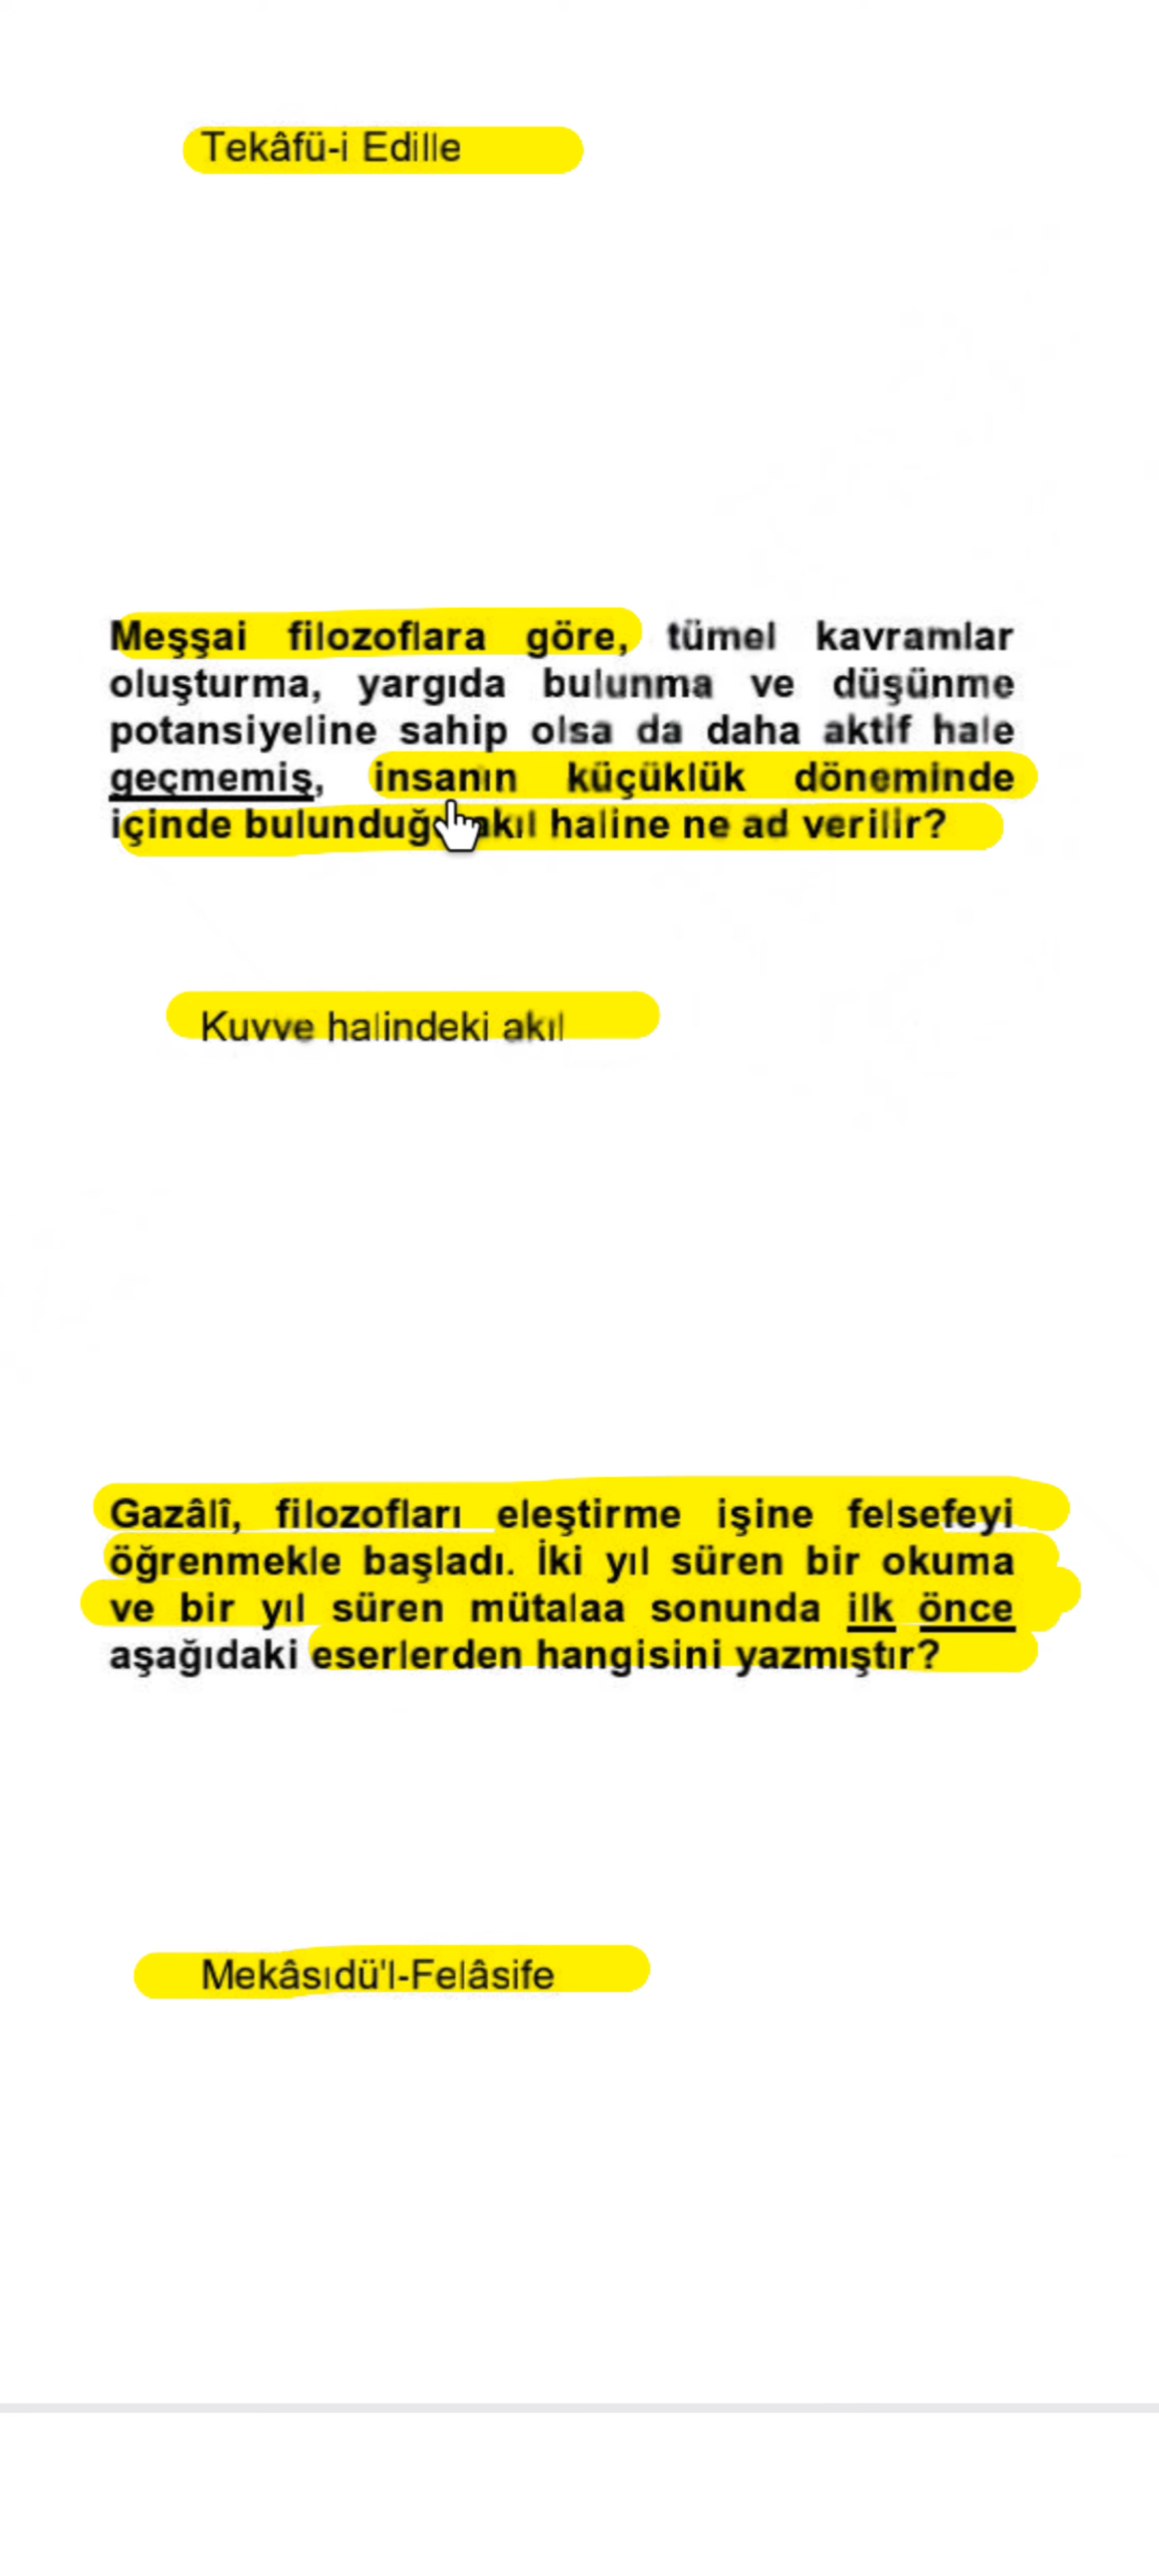 Tekâfü-i Edille
Meşşai filozoflara göre, tümel kavramlar
oluşturma, yargıda bulunma ve düşünme
potansiyeline sahip olsa da daha aktif hale
geçmemiş, insanın küçüklük döneminde
içinde bulunduğu akıl haline ne ad verilir?
Kuvve halindeki akıl
Gazâlî, filozofları eleştirme işine felsefeyi
öğrenmekle başladı. İki yıl süren bir okuma
ve bir yıl süren mütalaa sonunda ilk önce
aşağıdaki eserlerden hangisini yazmıştır?
Mekâsıdü'l-Felâsife